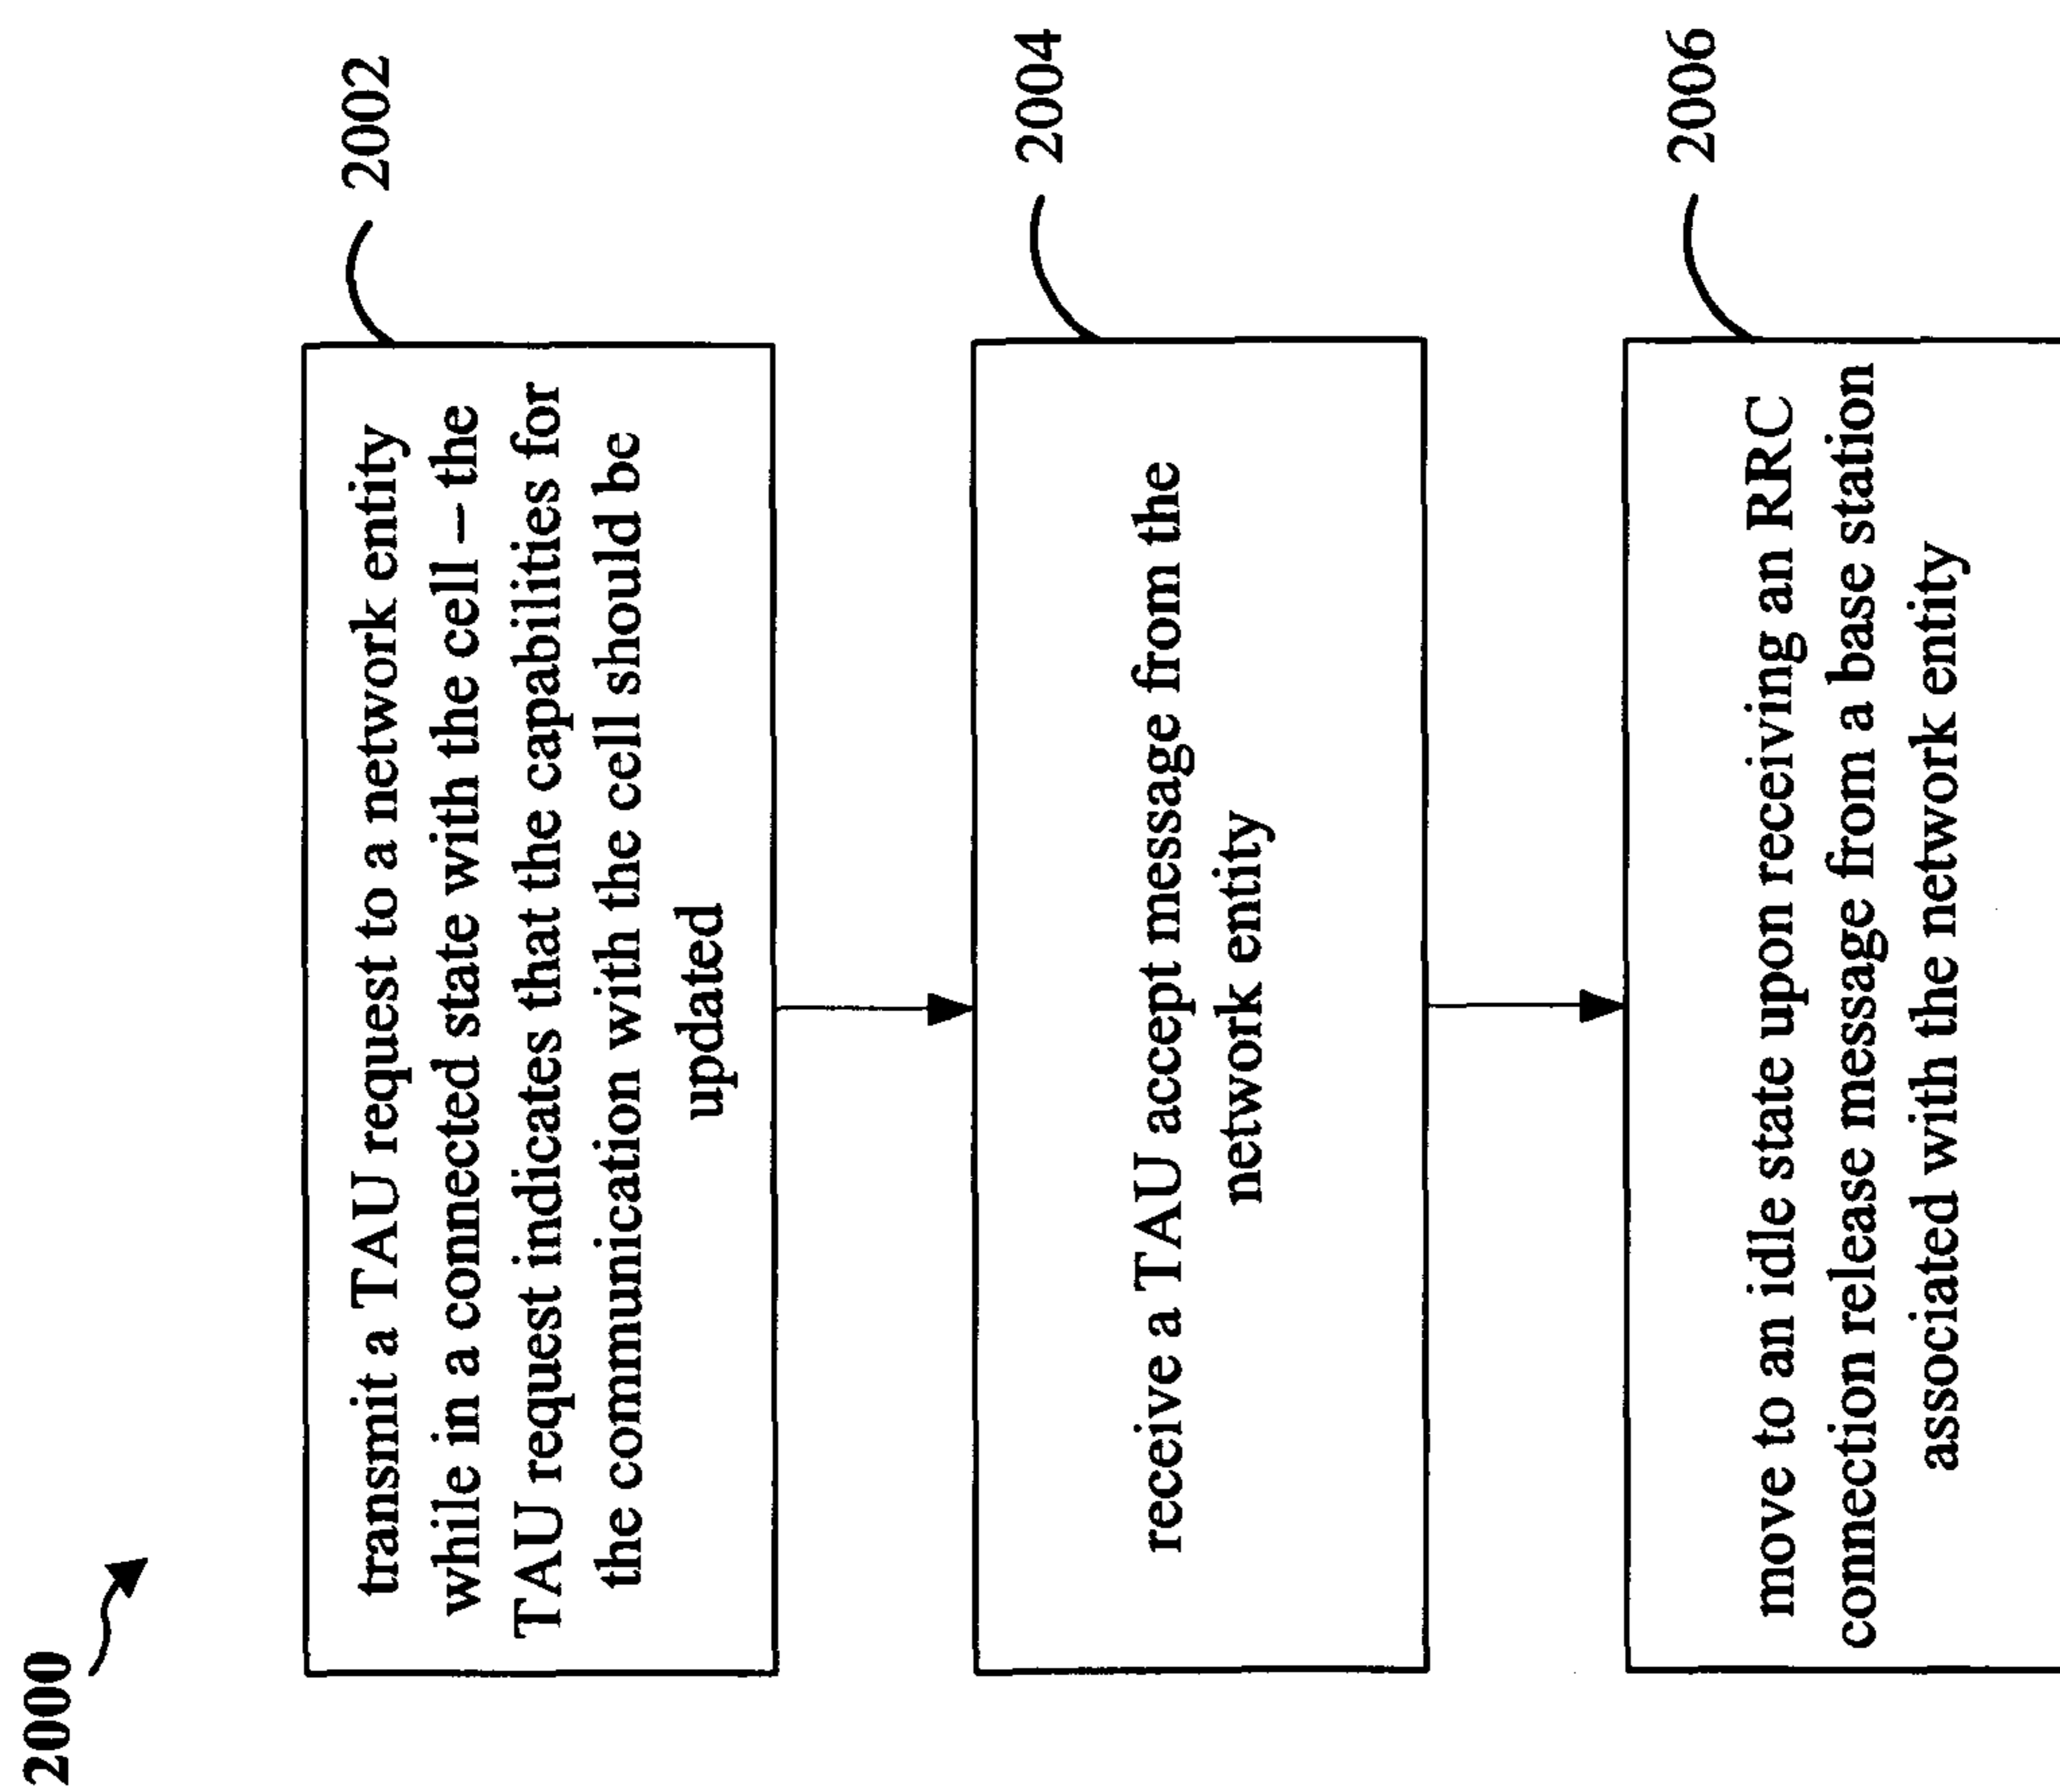 2000
2002
transmit a TAU request to a network entity
while in a connected state with the cell – the
TAU request indicates that the capabilities for
the communication with the cell should be
updated
2004
receive a TAU accept message from the
network entity
2006
move to an idle state upon receiving an RRC
connection release message from a base station
associated with the network entity